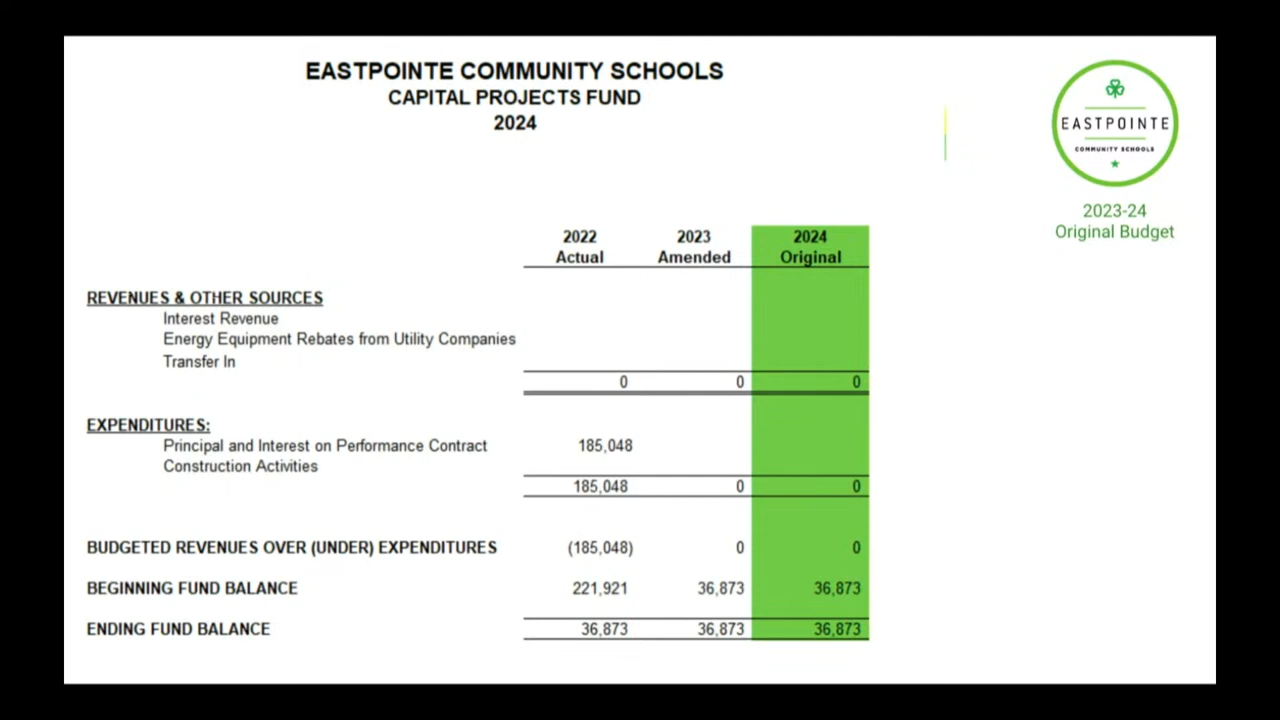 EASTPOINTE COMMUNITY SCHOOLS
CAPITAL PROJECTS FUND
2024
EASTPOINTE
COMMUNITY SCHOOLS
2023-24
Original Budget
2022 2023 2024
Actual Amended Original
REVENUES & OTHER SOURCES
Interest Revenue
Energy Equipment Rebates from Utility Companies
Transfer In
0 0 0
EXPENDITURES:
Principal and Interest on Performance Contract 185,048
Construction Activities
185,048 0 0
BUDGETED REVENUES OVER (UNDER) EXPENDITURES (185,048) 0 0
BEGINNING FUND BALANCE 221,921 36,873 36,873
ENDING FUND BALANCE 36,873 36,873 36,873